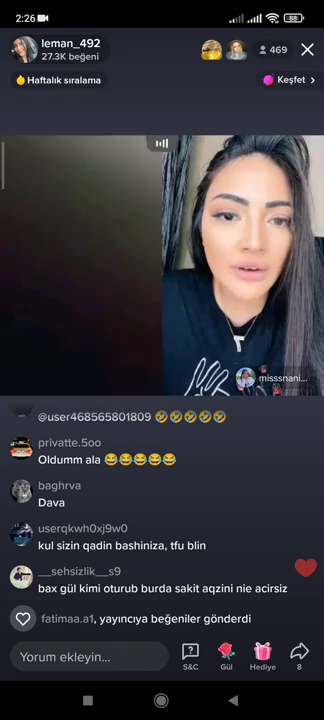 2:26
88
leman_492
27.3K beğeni
469
Haftalık sıralama
Keşfet >
misssnani...
@user468565801809 🤣🤣🤣🤣🤣
privatte.5oo
Oldumm ala 😂😂😂😂😂
baghrva
Dava
userqkwh0xj9w0
kul sizin qadin bashiniza, tfu blin
__sehsizlik__s9
bax gül kimi oturub burda sakit aqzini nie acirsiz
fatimaa.a1, yayıncıya beğeniler gönderdi
Yorum ekleyin...
S&C
Gül
Hediye
8